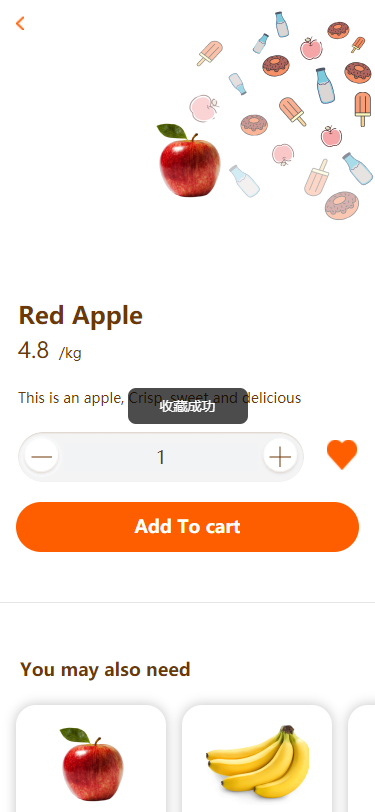 Red Apple
4.8 /kg
This is an apple, Crisp, sweet and delicious
收藏成功
1
Add To cart
You may also need